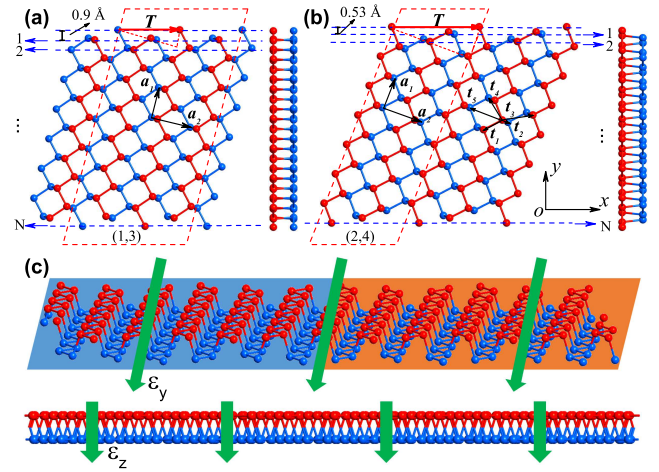 (a)
0.9 Å
T
1
2
a1
a2
⋮
N
(1,3)
(b)
0.53 Å
T
1
2
a1
a2
t5
t4
t3
t1
t2
⋮
y
o
x
N
(2,4)
(c)
εy
εz